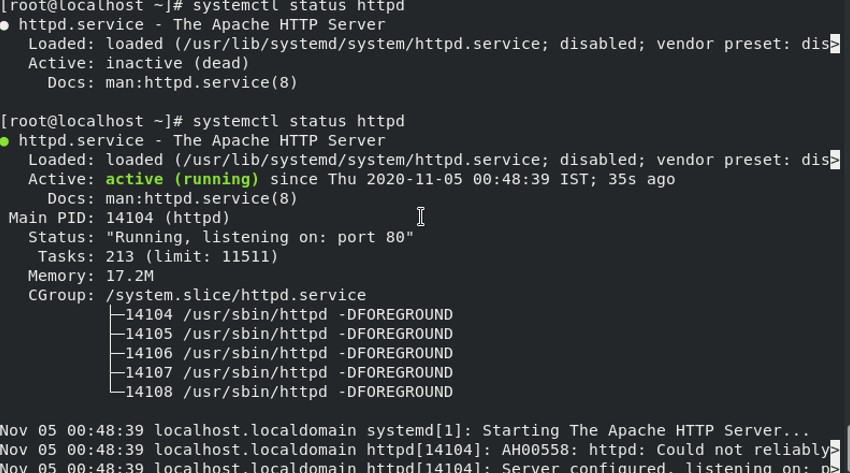 [root@localhost ~]# systemctl status httpd
● httpd.service - The Apache HTTP Server
   Loaded: loaded (/usr/lib/systemd/system/httpd.service; disabled; vendor preset: dis>
   Active: inactive (dead)
     Docs: man:httpd.service(8)
[root@localhost ~]# systemctl status httpd
● httpd.service - The Apache HTTP Server
   Loaded: loaded (/usr/lib/systemd/system/httpd.service; disabled; vendor preset: dis>
   Active: active (running) since Thu 2020-11-05 00:48:39 IST; 35s ago
     Docs: man:httpd.service(8)
 Main PID: 14104 (httpd)
   Status: "Running, listening on: port 80"
    Tasks: 213 (limit: 11511)
   Memory: 17.2M
   CGroup: /system.slice/httpd.service
           ├─14104 /usr/sbin/httpd -DFOREGROUND
           ├─14105 /usr/sbin/httpd -DFOREGROUND
           ├─14106 /usr/sbin/httpd -DFOREGROUND
           ├─14107 /usr/sbin/httpd -DFOREGROUND
           └─14108 /usr/sbin/httpd -DFOREGROUND
Nov 05 00:48:39 localhost.localdomain systemd[1]: Starting The Apache HTTP Server...
Nov 05 00:48:39 localhost.localdomain httpd[14104]: AH00558: httpd: Could not reliably>
Nov 05 00:48:39 localhost.localdomain httpd[14104]: Server configured, listening on: p>